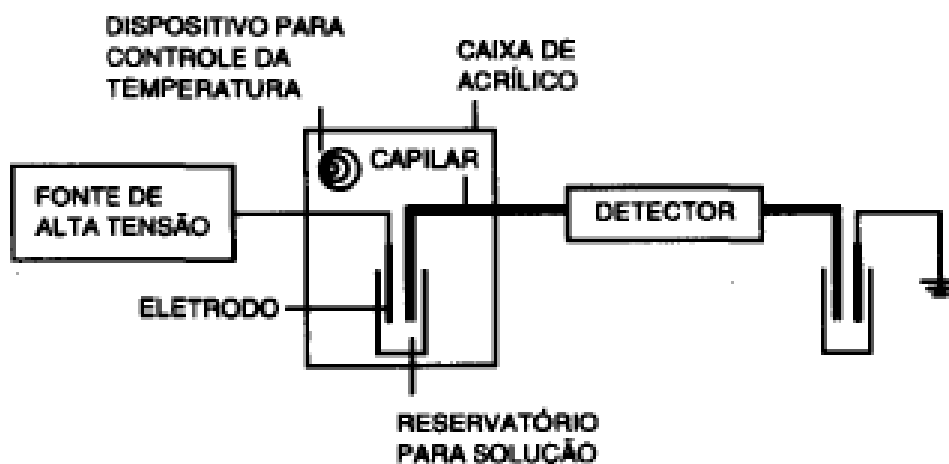 DISPOSITIVO PARA
CONTROLE DA
TEMPERATURA
CAIXA DE
ACRÍLICO
CAPILAR
FONTE DE
ALTA TENSÃO
DETECTOR
ELETRODO
RESERVATÓRIO
PARA SOLUÇÃO